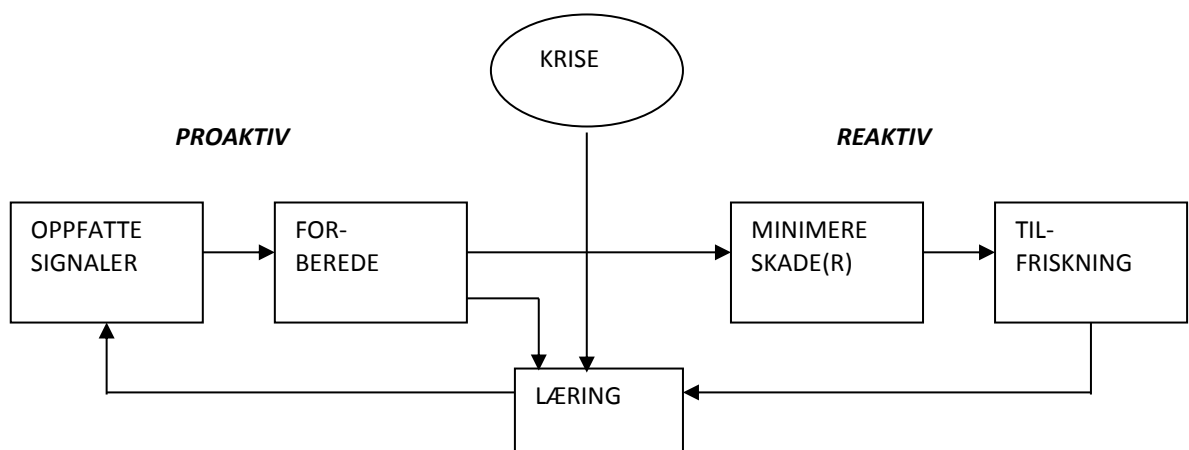 KRISE
PROAKTIV
REAKTIV
OPPFATTE
SIGNALER
FOR-
BEREDE
MINIMERE
SKADE(R)
TIL-
FRISKNING
LÆRING